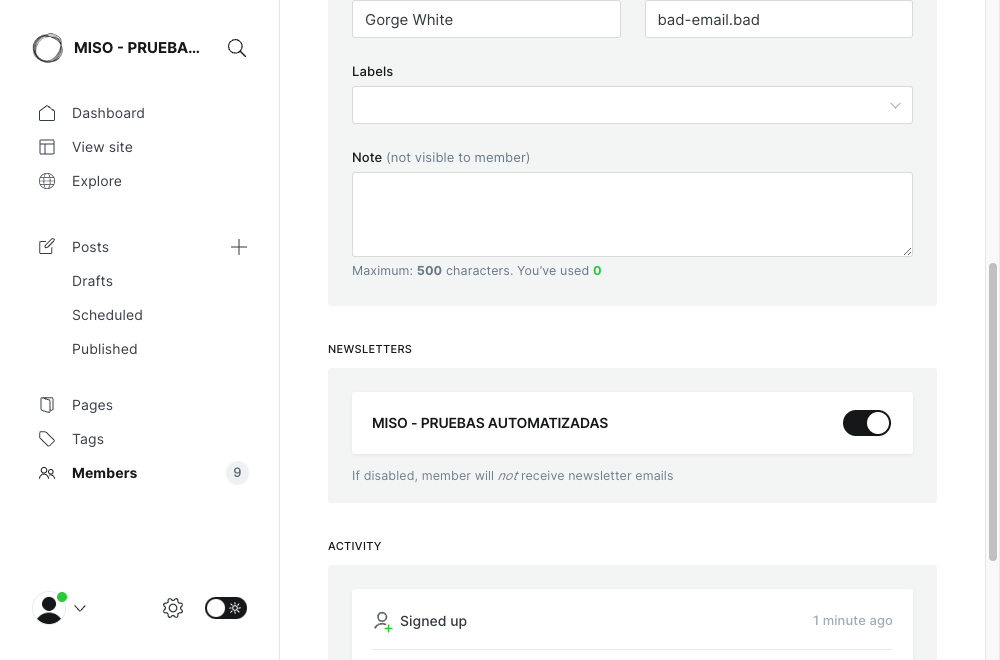 MISO - PRUEBA...
Dashboard
View site
Explore
Posts
Drafts
Scheduled
Published
Pages
Tags
Members 9
Gorge White
bad-email.bad
Labels
Note (not visible to member)
Maximum: 500 characters. You've used 0
NEWSLETTERS
MISO - PRUEBAS AUTOMATIZADAS
If disabled, member will not receive newsletter emails
ACTIVITY
Signed up 1 minute ago